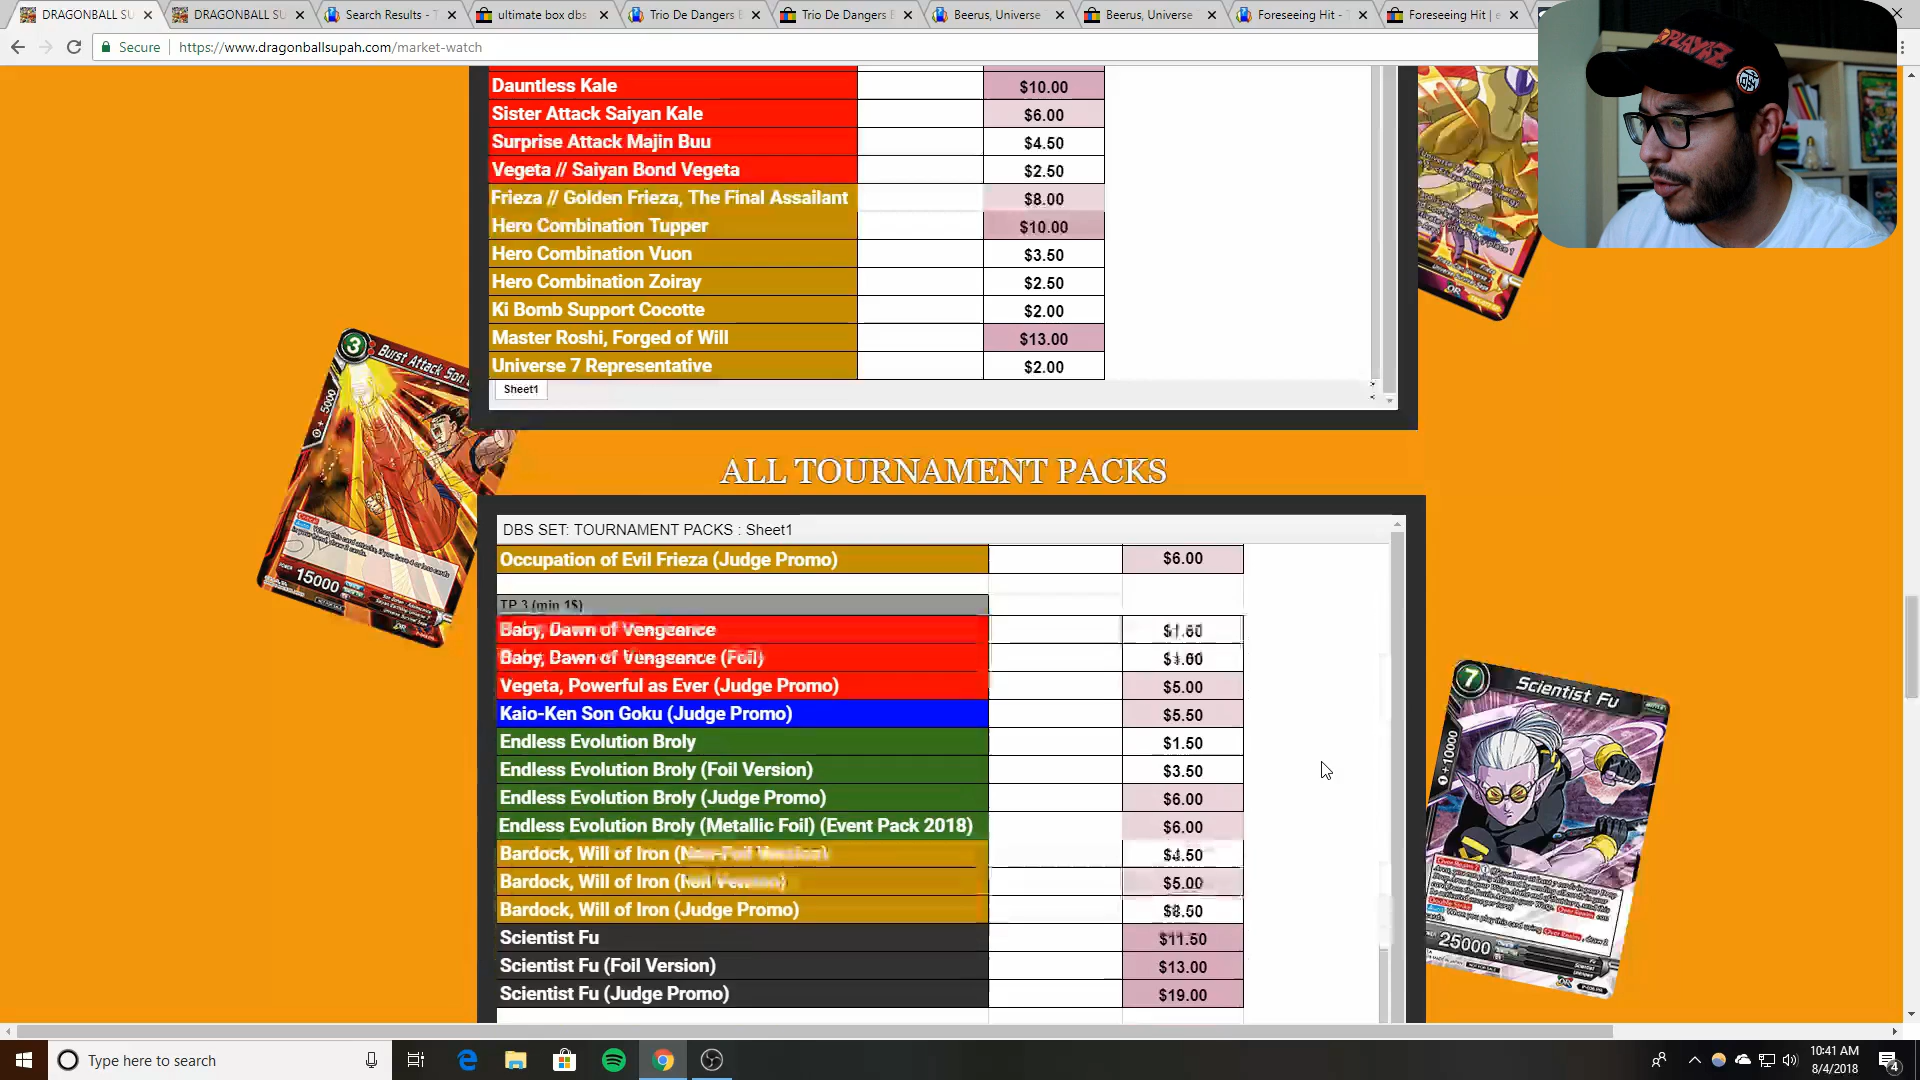 DRAGONBALL SU
DRAGONBALL SU
Search Results - T
ultimate box dbs
Trio De Dangers E
Trio De Dangers E
Beerus, Universe
Beerus, Universe
Foreseeing Hit - T
Foreseeing Hit | e
Secure
https://www.dragonballsupah.com/market-watch
PLAYAZ
Dauntless Kale $10.00
Sister Attack Saiyan Kale $6.00
Surprise Attack Majin Buu $4.50
Vegeta // Saiyan Bond Vegeta $2.50
Frieza // Golden Frieza, The Final Assailant $8.00
Hero Combination Tupper $10.00
Hero Combination Vuon $3.50
Hero Combination Zoiray $2.50
Ki Bomb Support Cocotte $2.00
Master Roshi, Forged of Will $13.00
Universe 7 Representative $2.00
Sheet1
3 Burst Attack Son
5000
15000
ALL TOURNAMENT PACKS
DBS SET: TOURNAMENT PACKS : Sheet1
Occupation of Evil Frieza (Judge Promo) $6.00
TP 3 (min 1$)
Baby, Dawn of Vengeance
Baby, Dawn of Vengeance (Foil)
Vegeta, Powerful as Ever (Judge Promo) $5.00
Kaio-Ken Son Goku (Judge Promo) $5.50
Endless Evolution Broly $1.50
Endless Evolution Broly (Foil Version) $3.50
Endless Evolution Broly (Judge Promo) $6.00
Endless Evolution Broly (Metallic Foil) (Event Pack 2018) $6.00
Bardock, Will of Iron $4.50
Bardock, Will of Iron $5.00
Bardock, Will of Iron (Judge Promo) $8.50
Scientist Fu $11.50
Scientist Fu (Foil Version) $13.00
Scientist Fu (Judge Promo) $19.00
7 Scientist Fu
+10000
25000
Type here to search
10:41 AM
8/4/2018
4